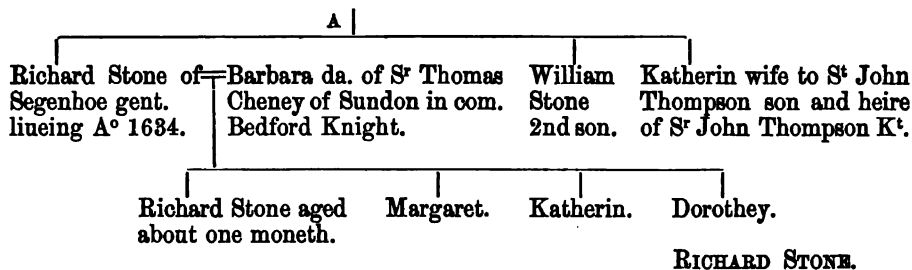 A
Richard Stone of Segenhoe gent. liueing Aº 1634.
Barbara da. of Sʳ Thomas Cheney of Sundon in com. Bedford Knight.
William Stone 2nd son.
Katherin wife to Sᵗ John Thompson son and heire of Sʳ John Thompson Kᵗ.
Richard Stone aged about one moneth.
Margaret.
Katherin.
Dorothey.
RICHARD STONE.